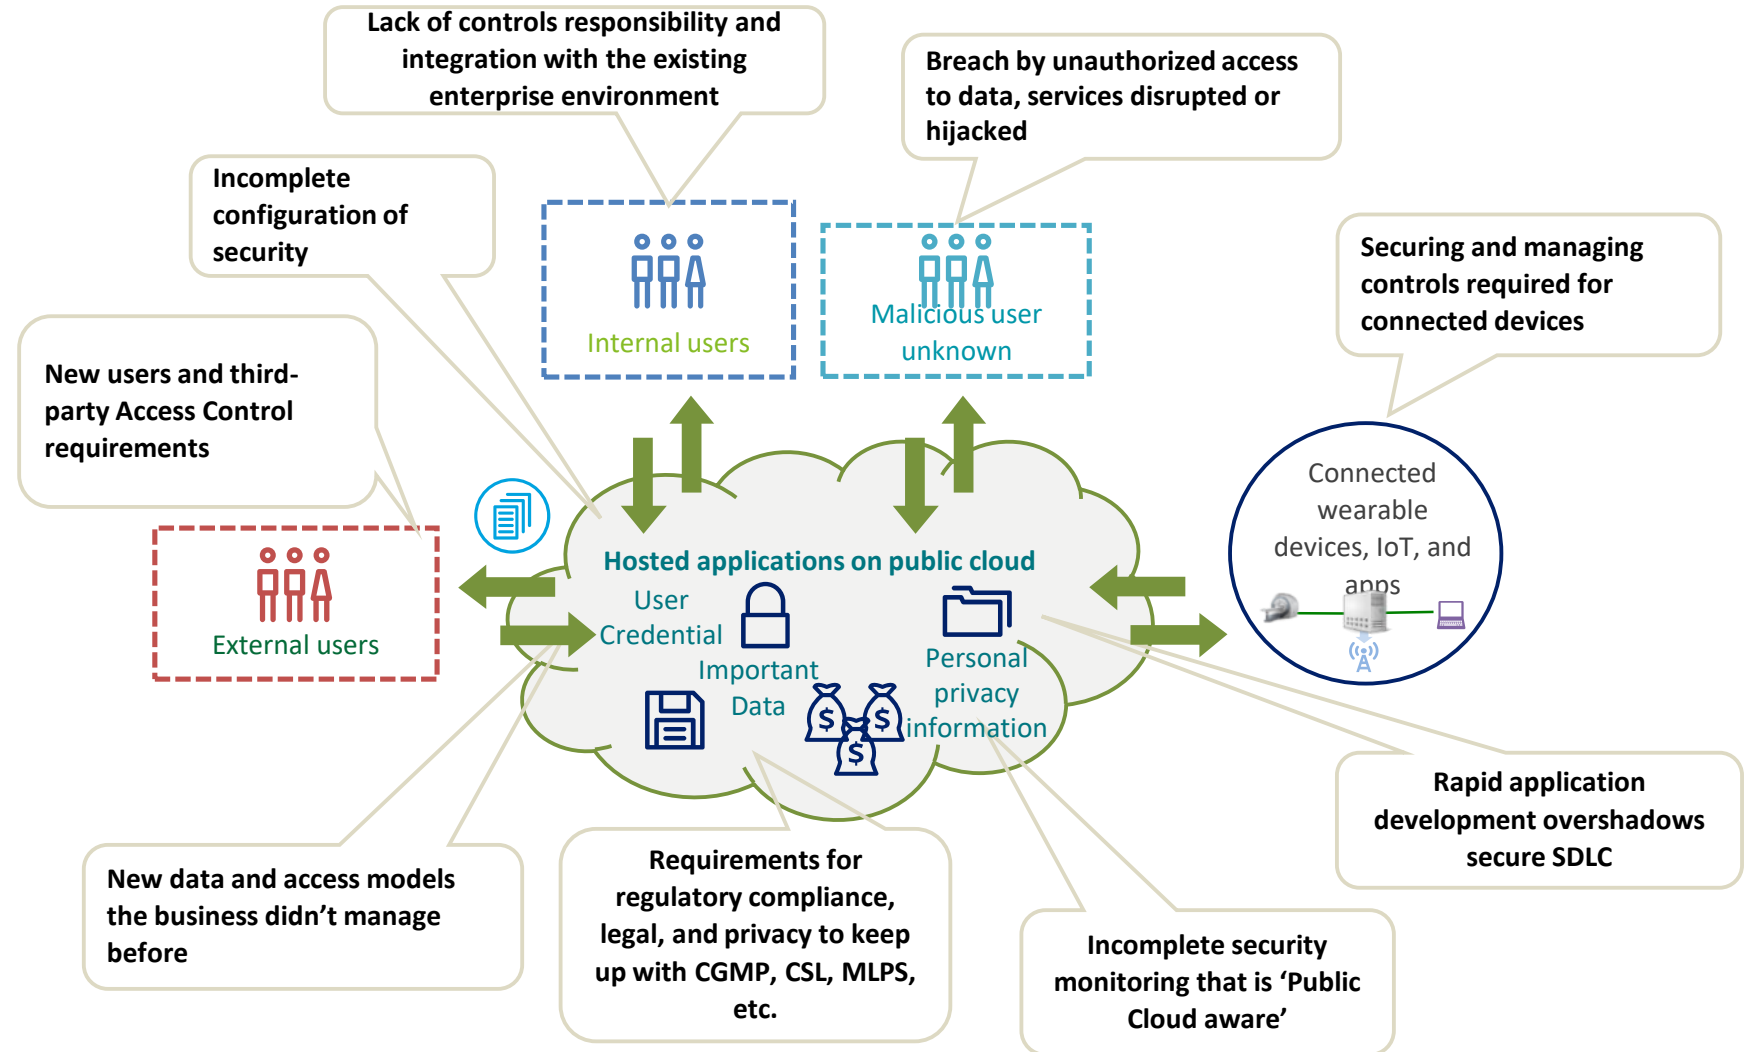 Lack of controls responsibility and
integration with the existing
enterprise environment
Breach by unauthorized access
to data, services disrupted or
hijacked
Incomplete
configuration of
security
Securing and managing
controls required for
connected devices
New users and third-
party Access Control
requirements
Internal users
Malicious user
unknown
Connected
wearable
devices, IoT, and
apps
External users
Hosted applications on public cloud
User
Credential
Important
Data
Personal
privacy
information
$
$
$
Rapid application
development overshadows
secure SDLC
New data and access models
the business didn’t manage
before
Requirements for
regulatory compliance,
legal, and privacy to keep
up with CGMP, CSL, MLPS,
etc.
Incomplete security
monitoring that is ‘Public
Cloud aware’